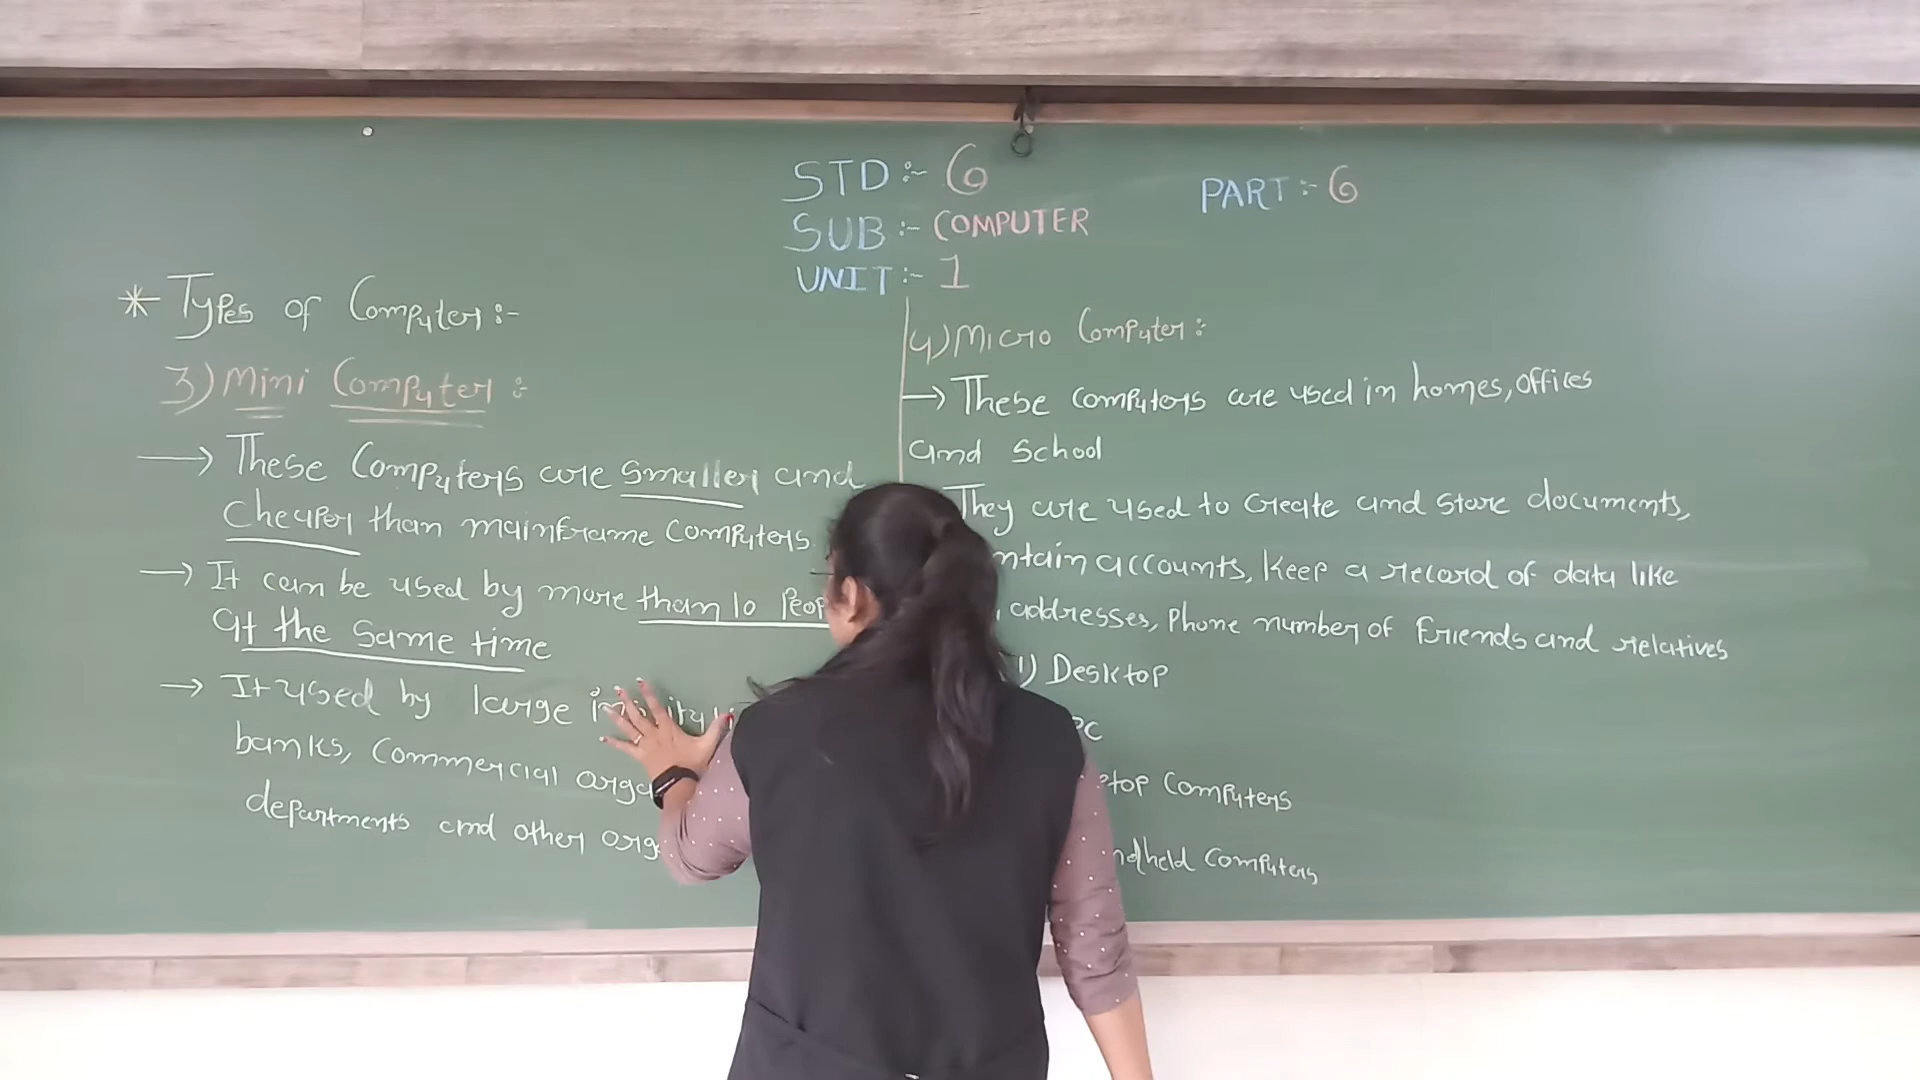 STD :- 6
SUB :- COMPUTER
UNIT :- 1
PART :- 6
* Types of Computer :-
3) Mini Computer :
→ These Computers are smaller and
cheaper than mainframe computers.
→ It can be used by more than 10
at the same time
→ It used by large
banks, Commercial
departments and other
4) Micro Computer :
→ These computers are used in homes, offices
and school
They are used to create and store documents,
accounts, keep a record of data like
addresses, Phone number of friends and relatives
1) Desktop
PC
Computers
Computers